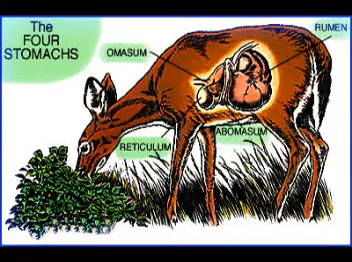 The
FOUR
STOMACHS
OMASUM
RUMEN
RETICULUM
ABOMASUM